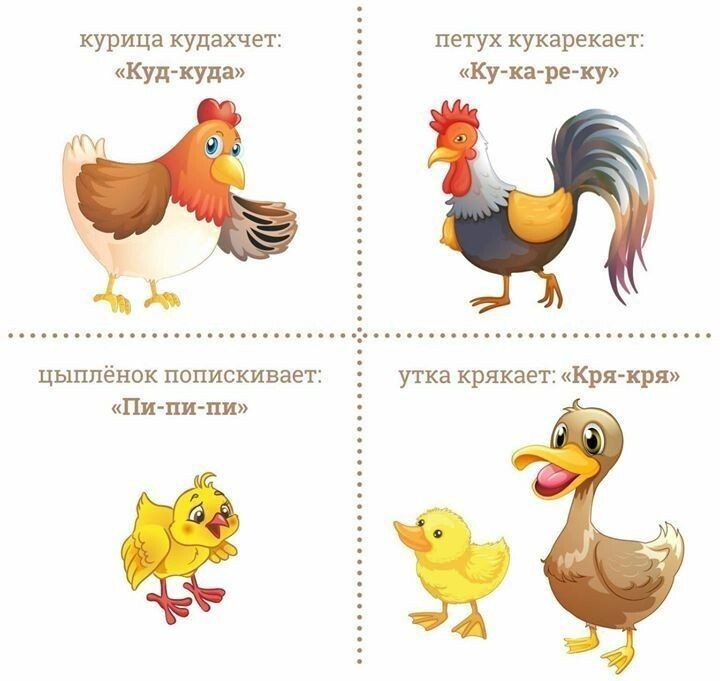 курица кудахчет:
«Куд-куда»
петух кукарекает:
«Ку-ка-ре-ку»
цыплёнок попискивает:
«Пи-пи-пи»
утка крякает: «Кря-кря»